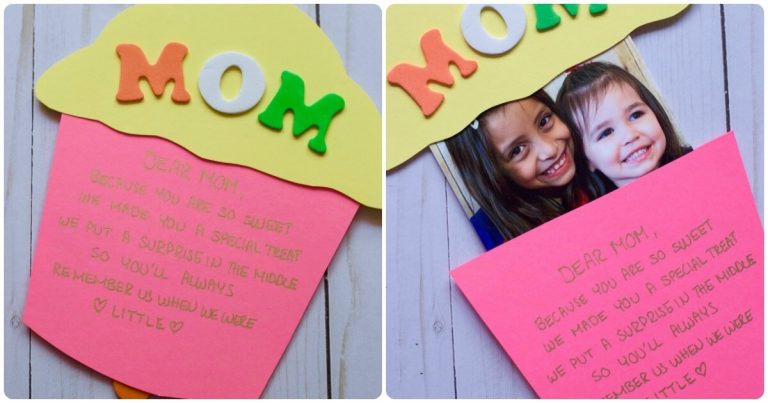 MOM
DEAR MOM,
BECAUSE YOU ARE SO SWEET
WE MADE YOU A SPECIAL TREAT
WE PUT A SURPRISE IN THE MIDDLE
SO YOU'LL ALWAYS
REMEMBER US WHEN WE WERE
♡ LITTLE ♡
MOM
DEAR MOM,
BECAUSE YOU ARE SO SWEET
WE MADE YOU A SPECIAL TREAT
WE PUT A SURPRISE IN THE MIDDLE
SO YOU'LL ALWAYS
REMEMBER US WHEN WE WERE
LITTLE ♡